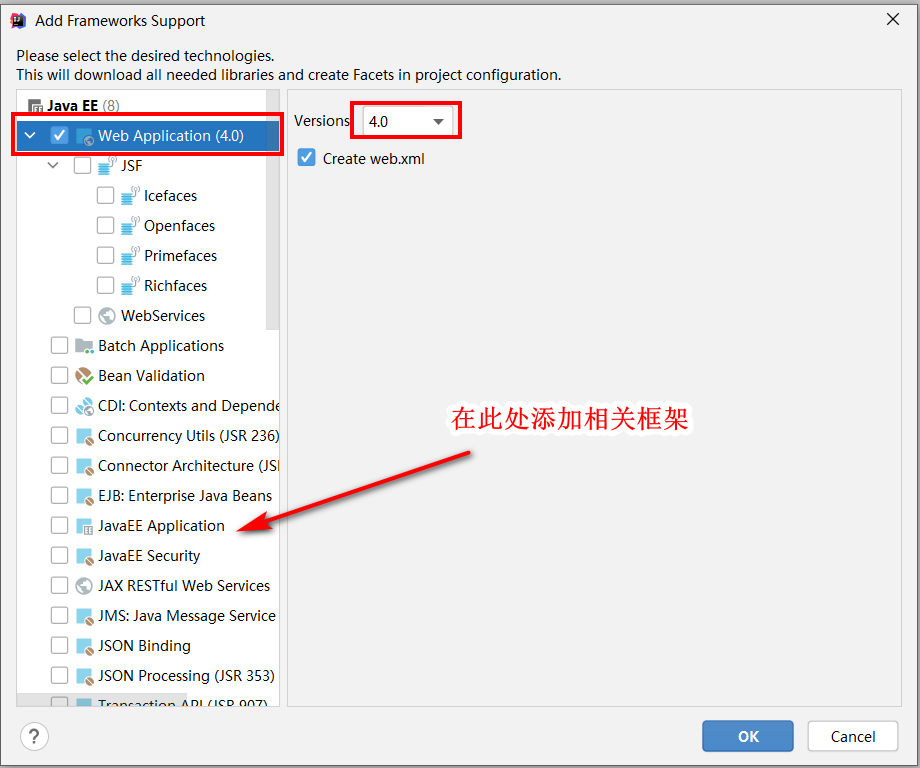 Add Frameworks Support
Please select the desired technologies.
This will download all needed libraries and create Facets in project configuration.
Java EE (8)
Web Application (4.0)
JSF
Icefaces
Openfaces
Primefaces
Richfaces
WebServices
Batch Applications
Bean Validation
CDI: Contexts and Depende
Concurrency Utils (JSR 236)
Connector Architecture (JSI
EJB: Enterprise Java Beans
JavaEE Application
JavaEE Security
JAX RESTful Web Services
JMS: Java Message Service
JSON Binding
JSON Processing (JSR 353)
Transaction API (JSR 907)
Versions
4.0
Create web.xml
在此处添加相关框架
?
OK
Cancel